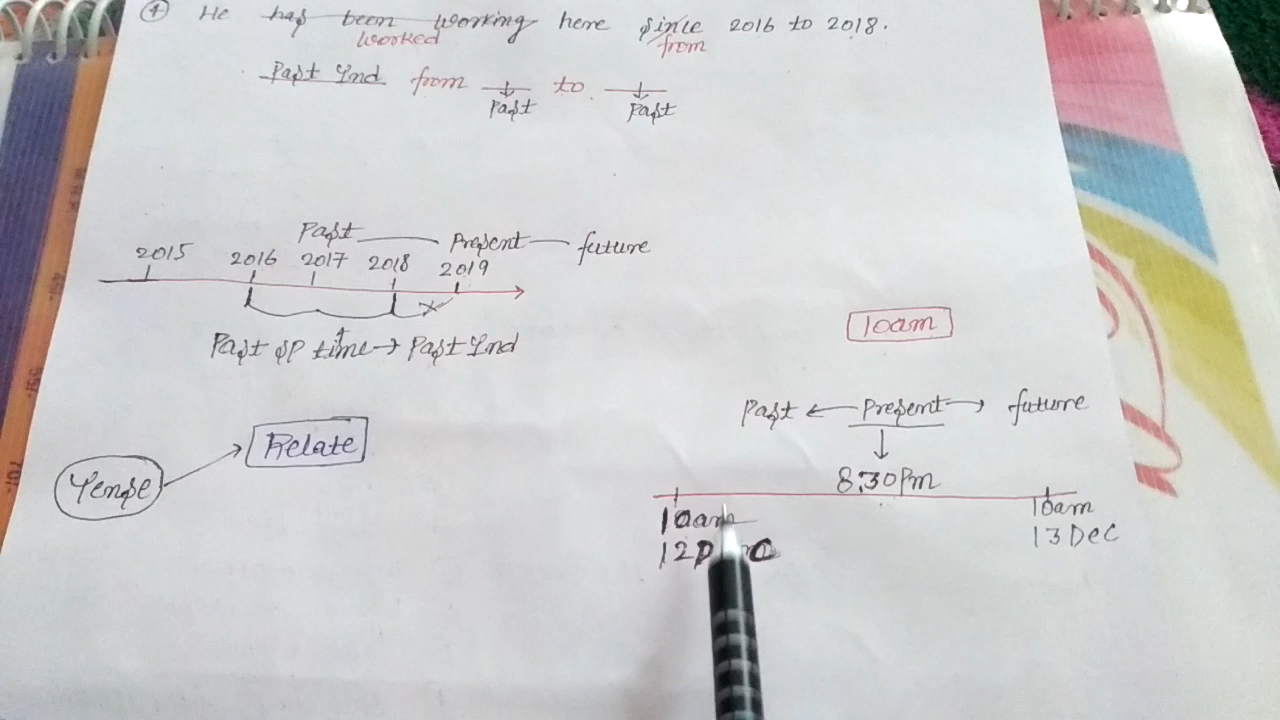 4 He has been working here since 2016 to 2018.
worked from
Past Ind from to
Past Past
Past Present future
2015 2016 2017 2018 2019
Past sp time → Past Ind
10am
Past ← Present → future
Tense Relate
8:30Pm
10am 10am
13 Dec